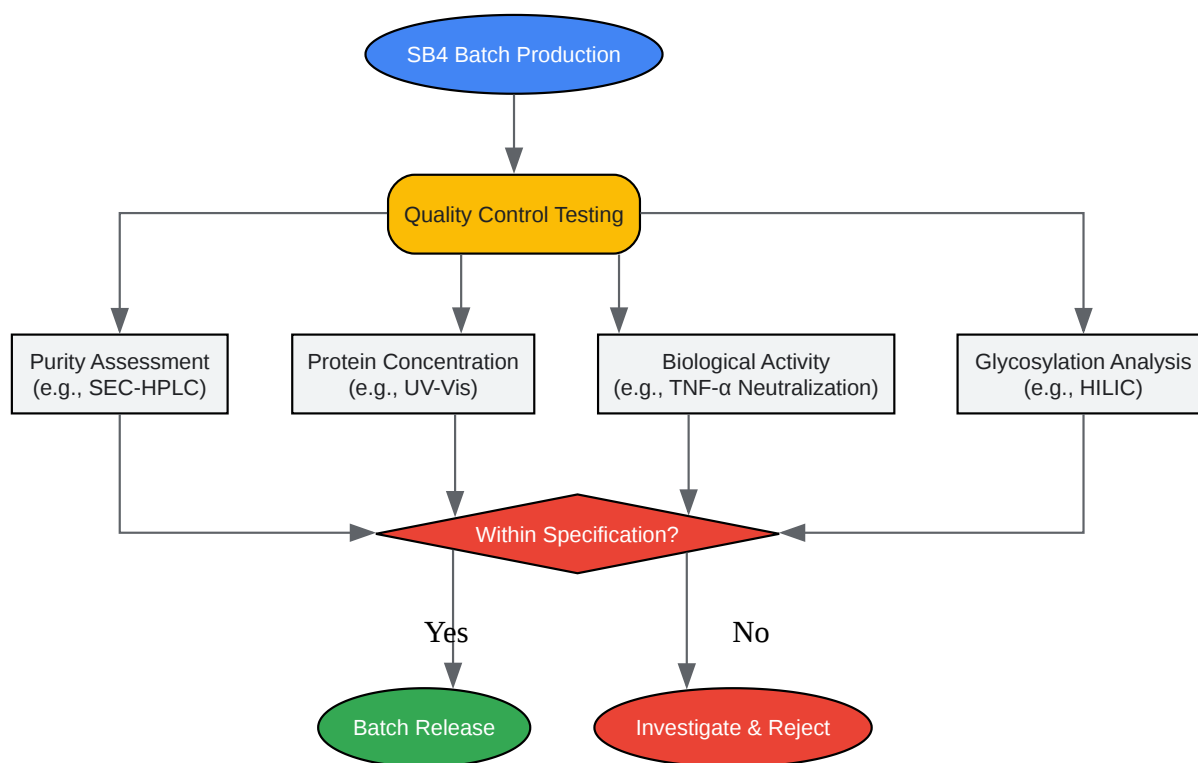 SB4 Batch Production
Quality Control Testing
Purity Assessment
(e.g., SEC-HPLC)
Protein Concentration
(e.g., UV-Vis)
Biological Activity
(e.g., TNF-α Neutralization)
Glycosylation Analysis
(e.g., HILIC)
Within Specification?
Yes
No
Batch Release
Investigate & Reject